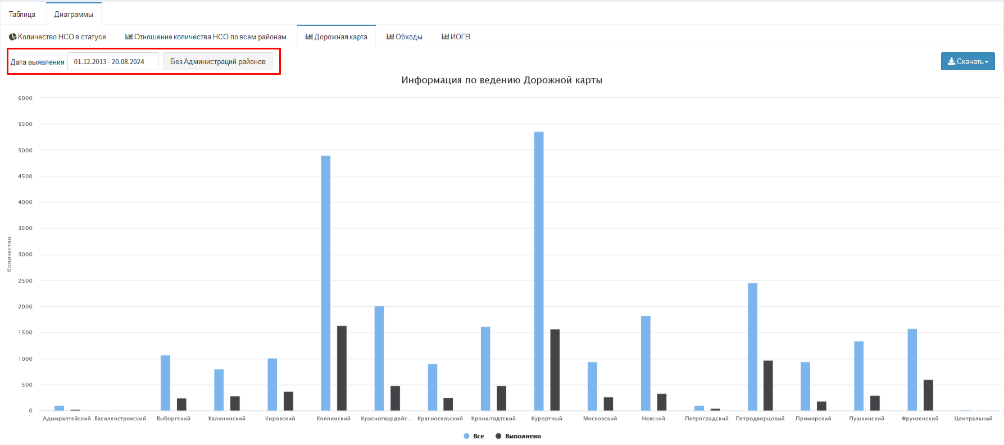 Таблица Диаграммы
Количество НСО в статусе Отношение количества НСО по всем районам Дорожная карта Обходы ИОГВ
Дата выявления 01.12.2013 - 20.08.2024 Без Администраций районов Скачать
Информация по ведению Дорожной карты
6000
5500
5000
4500
4000
3500
3000
2500
2000
1500
1000
500
0
Количество
Адмиралтейский Василеостровский Выборгский Калининский Кировский Колпинский Красногвардейс... Красносельский Кронштадтский Курортный Московский Невский Петроградский Петродворцовый Приморский Пушкинский Фрунзенский Центральный
Все Выполнено